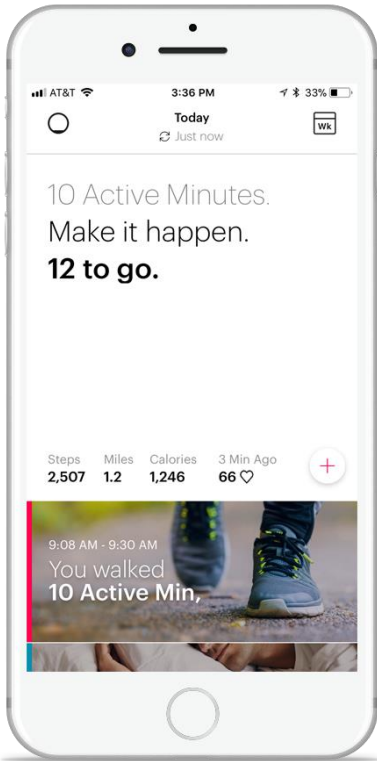 AT&T 3:36 PM 33%
Today
Just now
Wk
10 Active Minutes.
Make it happen.
12 to go.
Steps Miles Calories 3 Min Ago
2,507 1.2 1,246 66
9:08 AM - 9:30 AM
You walked
10 Active Min,